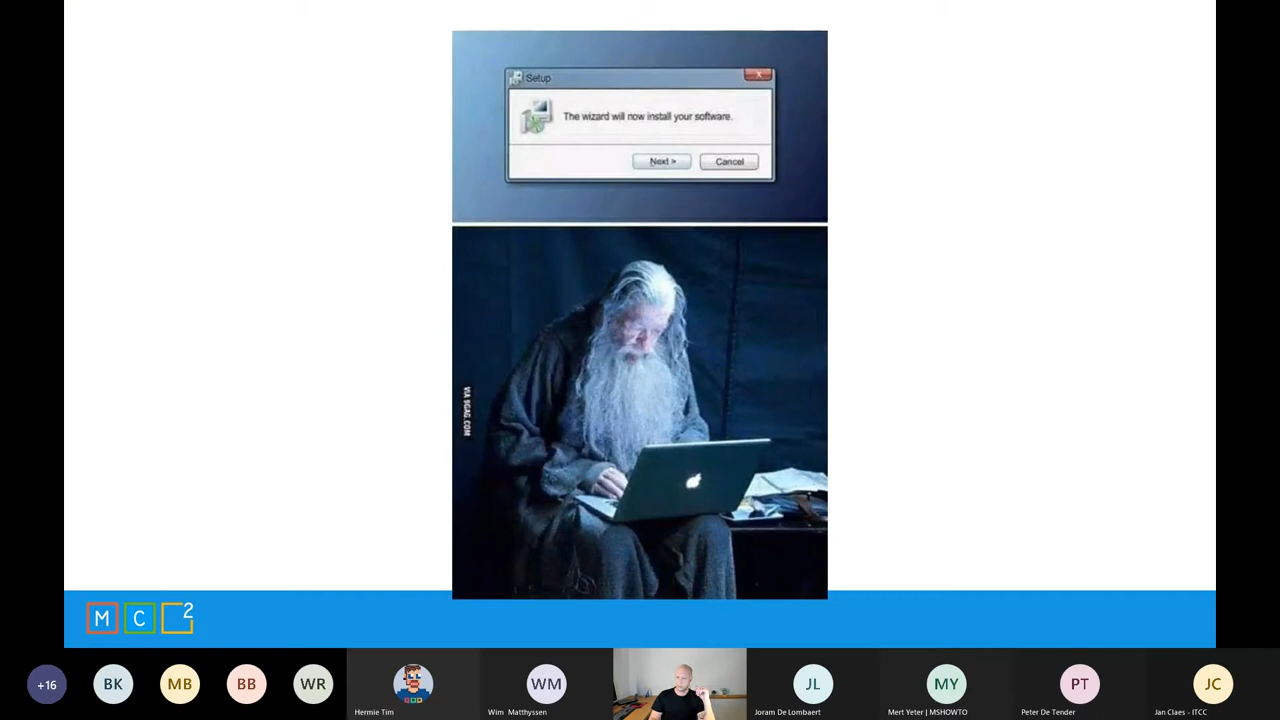 Setup
X
The wizard will now install your software.
Next >
Cancel
VIA 9GAG.COM
M C 2
+16
BK
MB
BB
WR
Hermie Tim
WM
Wim Matthyssen
JL
Joram De Lombaert
MY
Mert Yeter | MSHOWTO
PT
Peter De Tender
JC
Jan Claes - ITCC